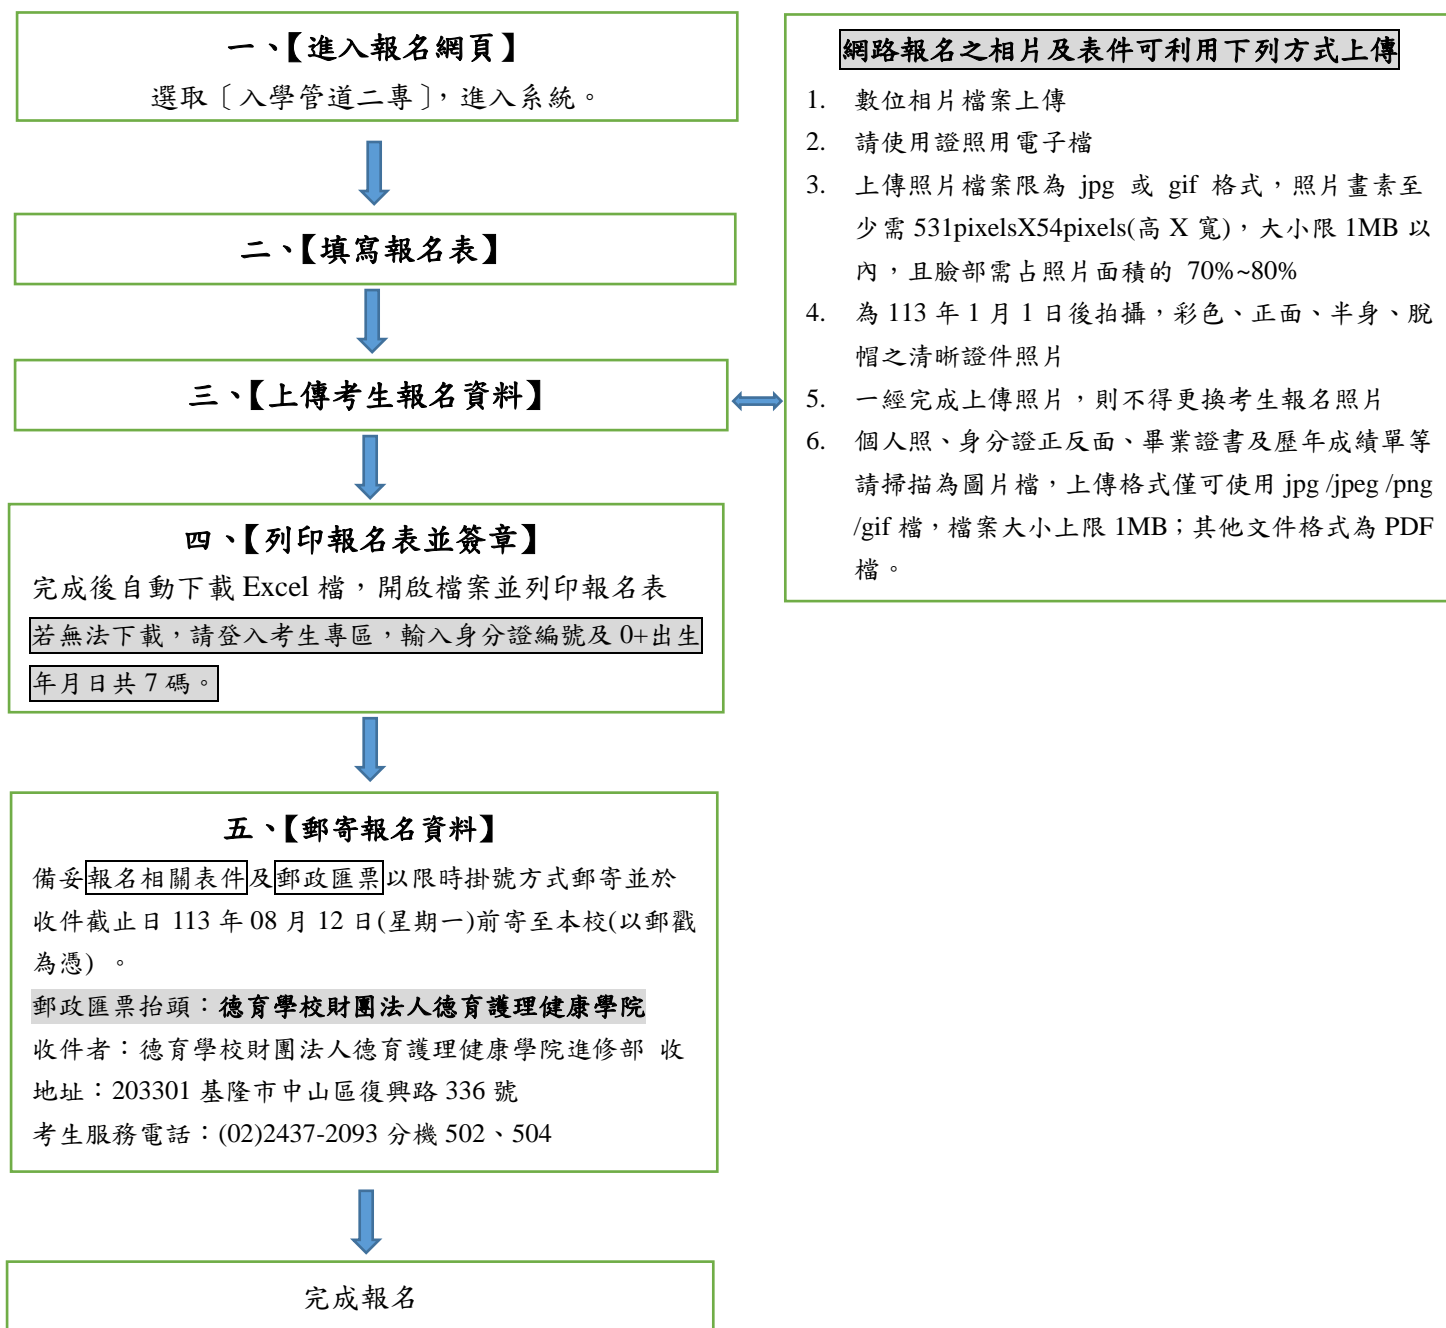 一、【進入報名網頁】
選取〔入學管道二專〕，進入系統。
二、【填寫報名表】
三、【上傳考生報名資料】
四、【列印報名表並簽章】
完成後自動下載 Excel 檔，開啟檔案並列印報名表
若無法下載，請登入考生專區，輸入身分證編號及 0+出生
年月日共 7 碼。
五、【郵寄報名資料】
備妥報名相關表件及郵政匯票以限時掛號方式郵寄並於
收件截止日 113 年 08 月 12 日(星期一)前寄至本校(以郵戳
為憑) 。
郵政匯票抬頭：德育學校財團法人德育護理健康學院
收件者：德育學校財團法人德育護理健康學院進修部 收
地址：203301 基隆市中山區復興路 336 號
考生服務電話：(02)2437-2093 分機 502、504
完成報名
網路報名之相片及表件可利用下列方式上傳
1. 數位相片檔案上傳
2. 請使用證照用電子檔
3. 上傳照片檔案限為 jpg 或 gif 格式，照片畫素至
少需 531pixelsX54pixels(高 X 寬)，大小限 1MB 以
內，且臉部需占照片面積的 70%~80%
4. 為 113 年 1 月 1 日後拍攝，彩色、正面、半身、脫
帽之清晰證件照片
5. 一經完成上傳照片，則不得更換考生報名照片
6. 個人照、身分證正反面、畢業證書及歷年成績單等
請掃描為圖片檔，上傳格式僅可使用 jpg /jpeg /png
/gif 檔，檔案大小上限 1MB；其他文件格式為 PDF
檔。